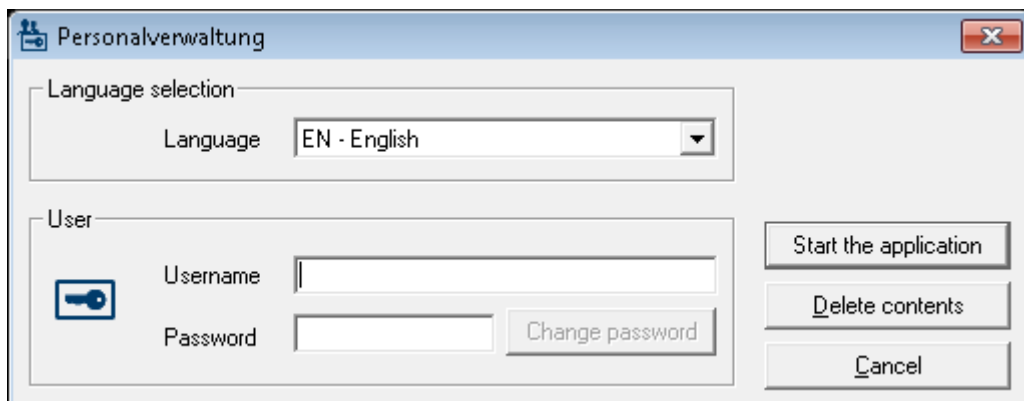 Personalverwaltung
Language selection
Language EN - English
User
Username
Password Change password
Start the application
Delete contents
Cancel